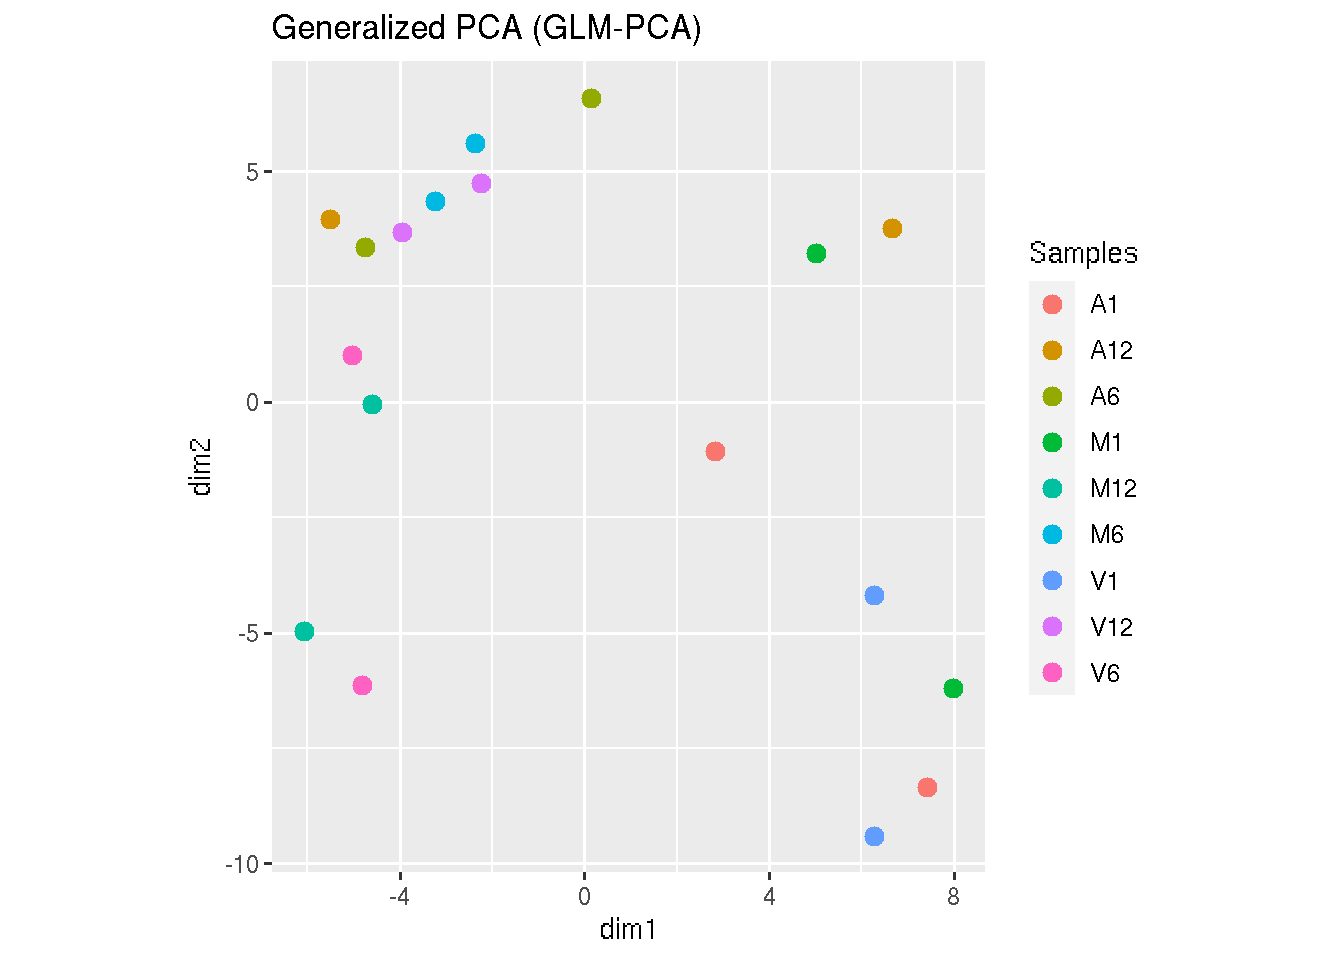 Generalized PCA (GLM-PCA)
5
0
-5
-10
dim2
-4
0
4
8
dim1
Samples
A1
A12
A6
M1
M12
M6
V1
V12
V6